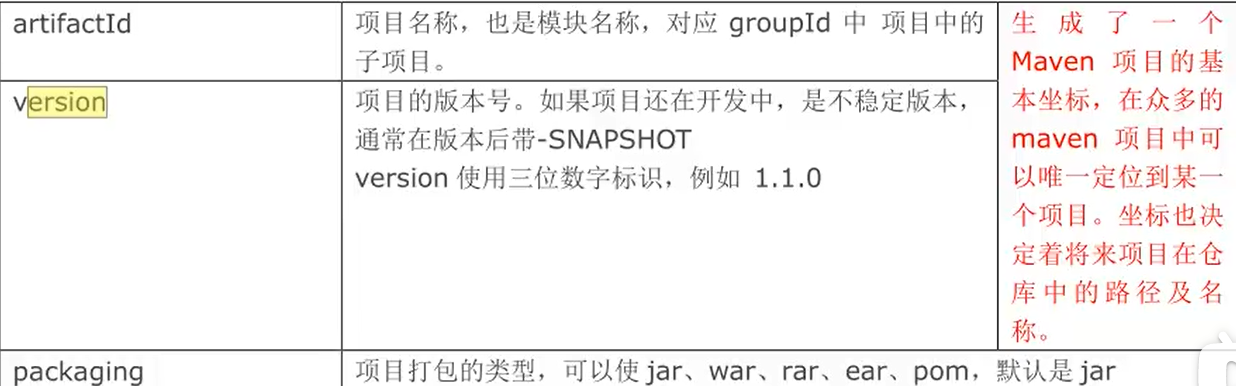 artifactId
项目名称，也是模块名称，对应 groupId 中 项目中的
子项目。
version
项目的版本号。如果项目还在开发中，是不稳定版本，
通常在版本后带-SNAPSHOT
version 使用三位数字标识，例如 1.1.0
生成了一个
Maven 项目的基
本坐标，在众多的
maven 项目中可
以唯一定位到某一
个项目。坐标也决
定着将来项目在仓
库中的路径及名
称。
packaging
项目打包的类型，可以使 jar、war、rar、ear、pom，默认是 jar